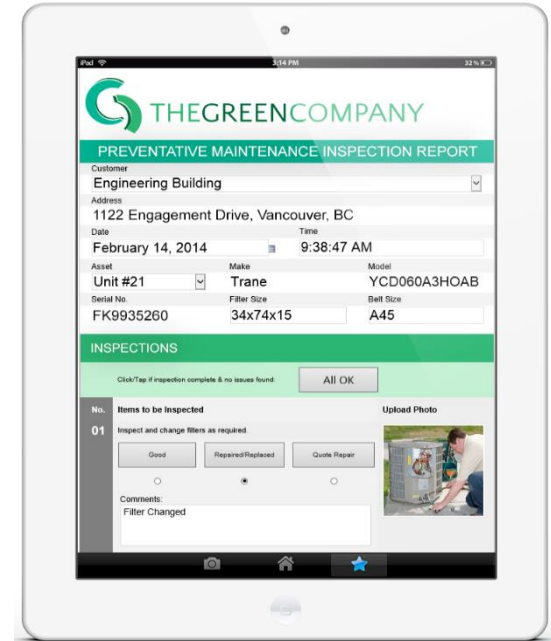 iPad 3:14 PM 32 %
THEGREENCOMPANY
PREVENTATIVE MAINTENANCE INSPECTION REPORT
Customer
Engineering Building
Address
1122 Engagement Drive, Vancouver, BC
Date Time
February 14, 2014 9:38:47 AM
Asset Make Model
Unit #21 Trane YCD060A3HOAB
Serial No. Filter Size Belt Size
FK9935260 34x74x15 A45
INSPECTIONS
Click/Tap if inspection complete & no issues found: All OK
No. Items to be Inspected Upload Photo
01 Inspect and change filters as required.
Good Repaired/Replaced Quote Repair
Comments:
Filter Changed